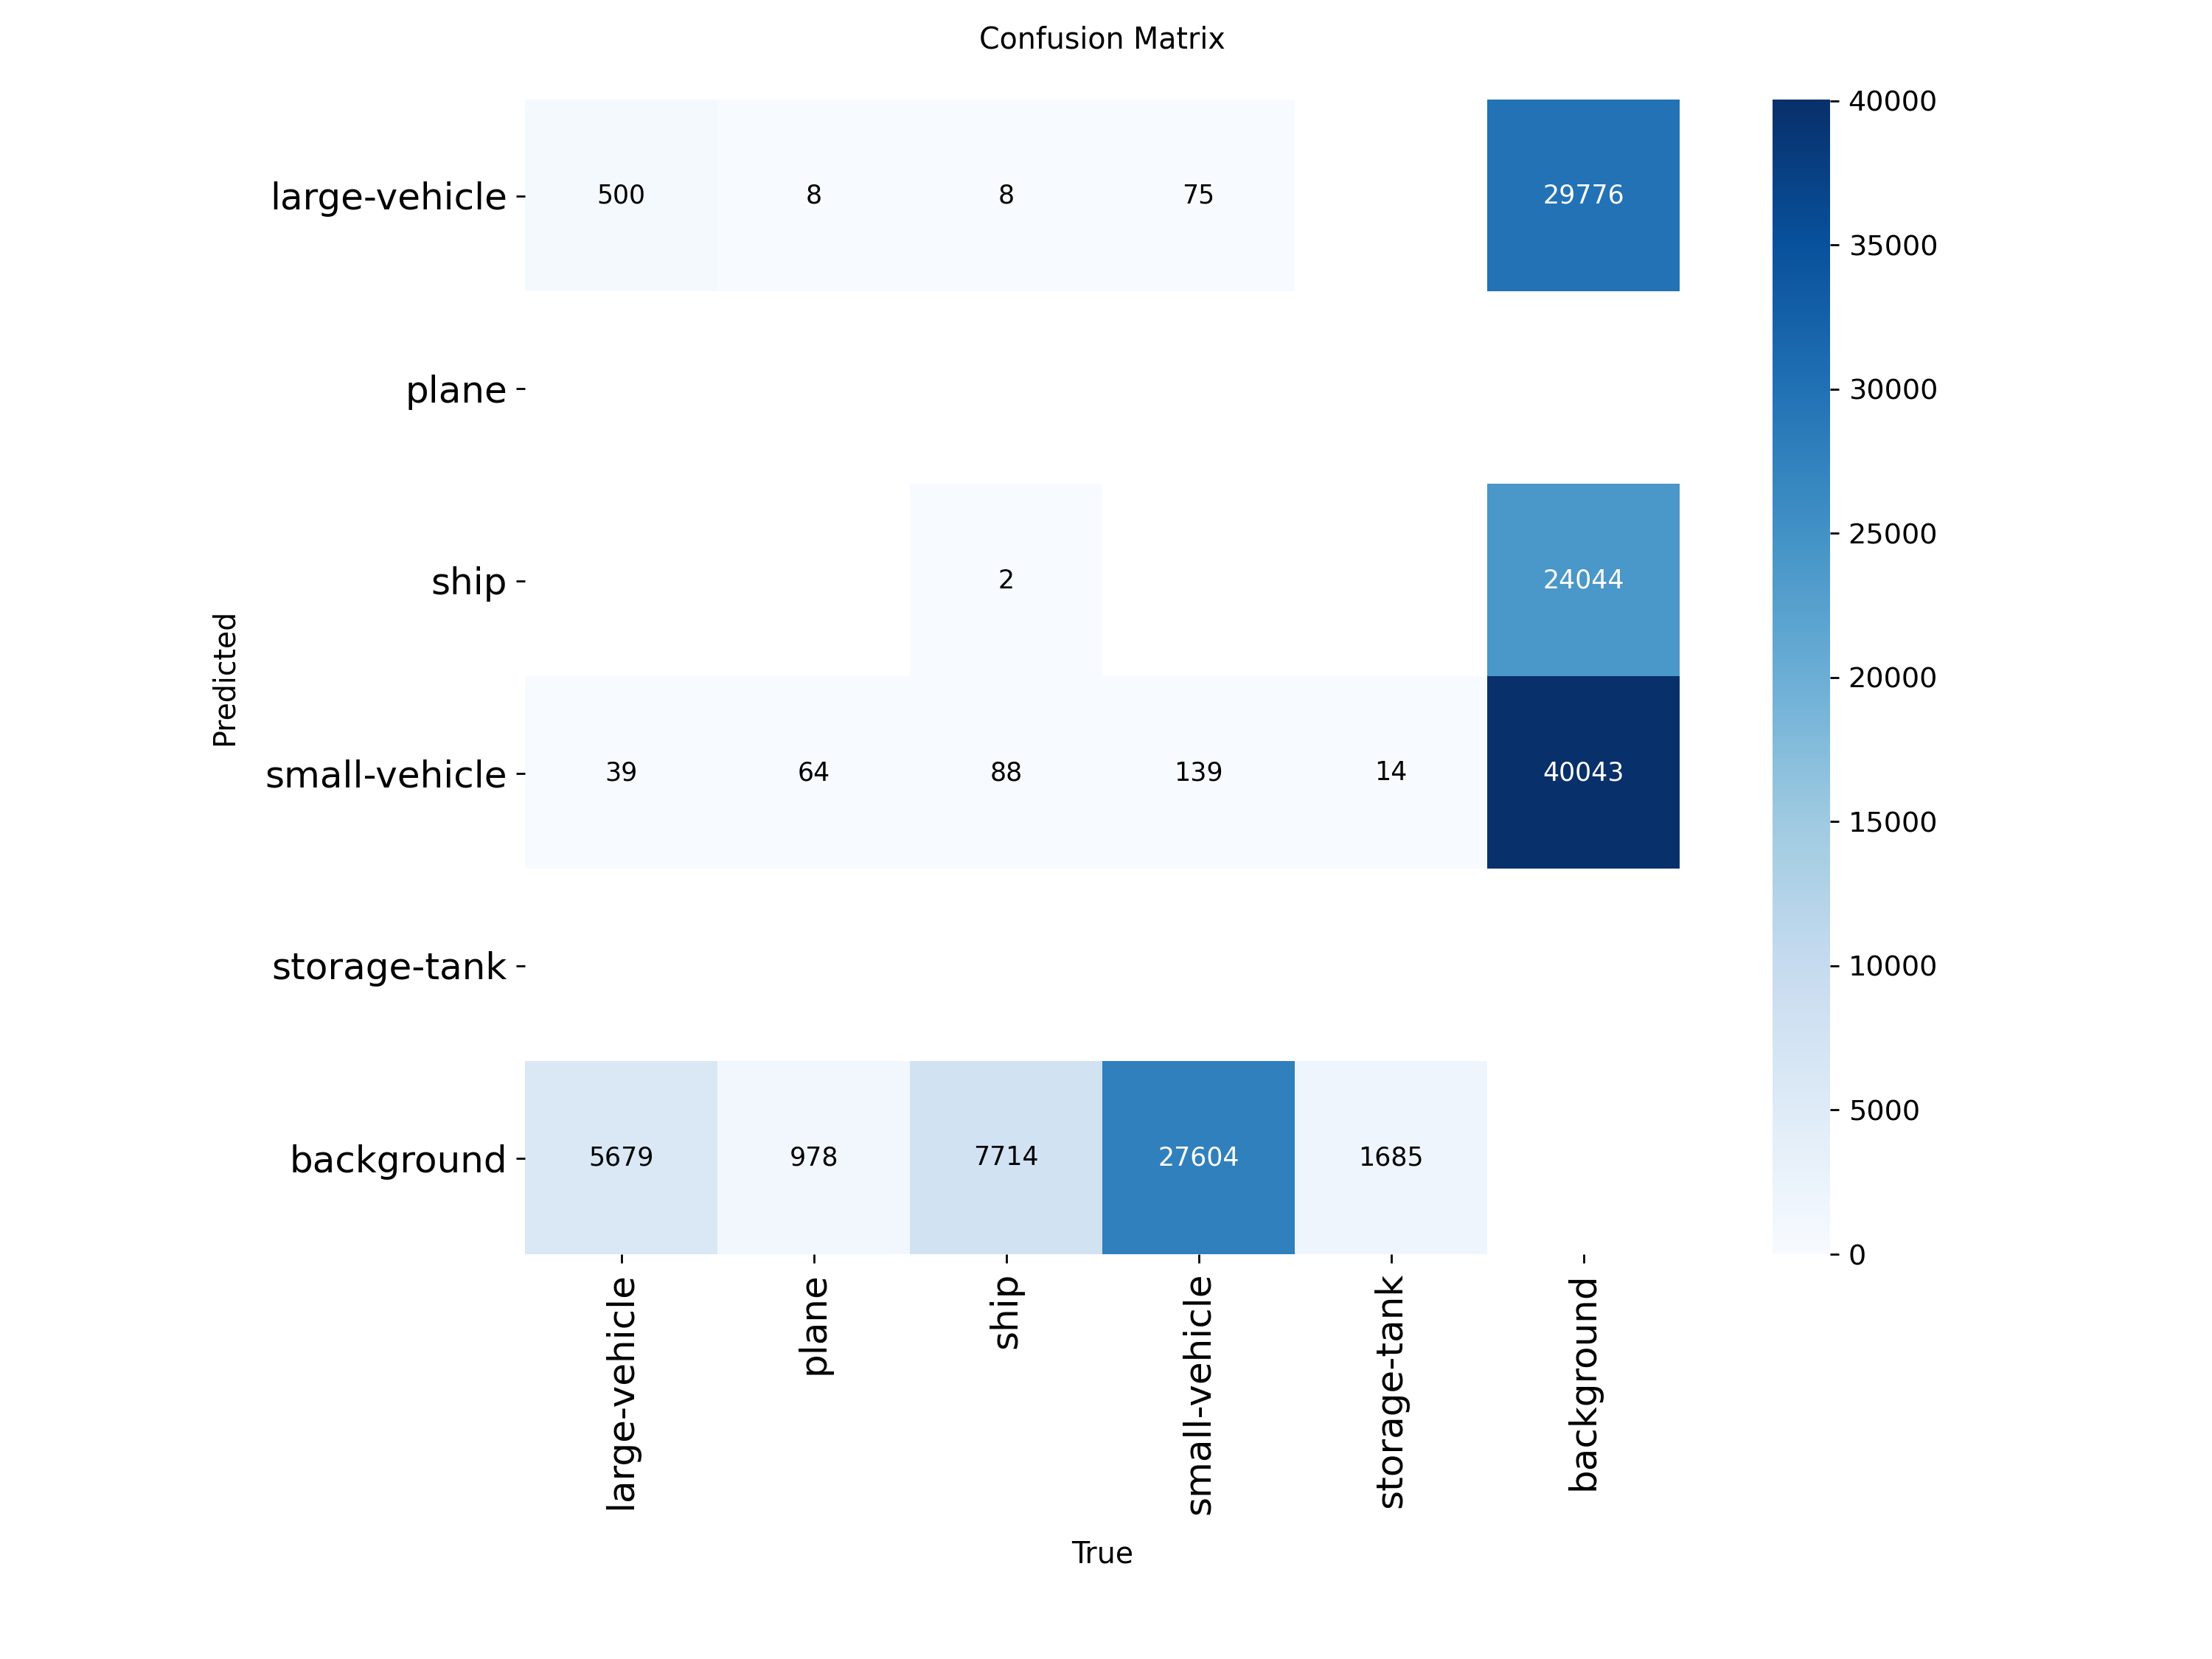 Confusion Matrix
large-vehicle 500 8 8 75 29776
plane
ship 2 24044
small-vehicle 39 64 88 139 14 40043
storage-tank
background 5679 978 7714 27604 1685
Predicted
large-vehicle
plane
ship
small-vehicle
storage-tank
background
True
40000
35000
30000
25000
20000
15000
10000
5000
0